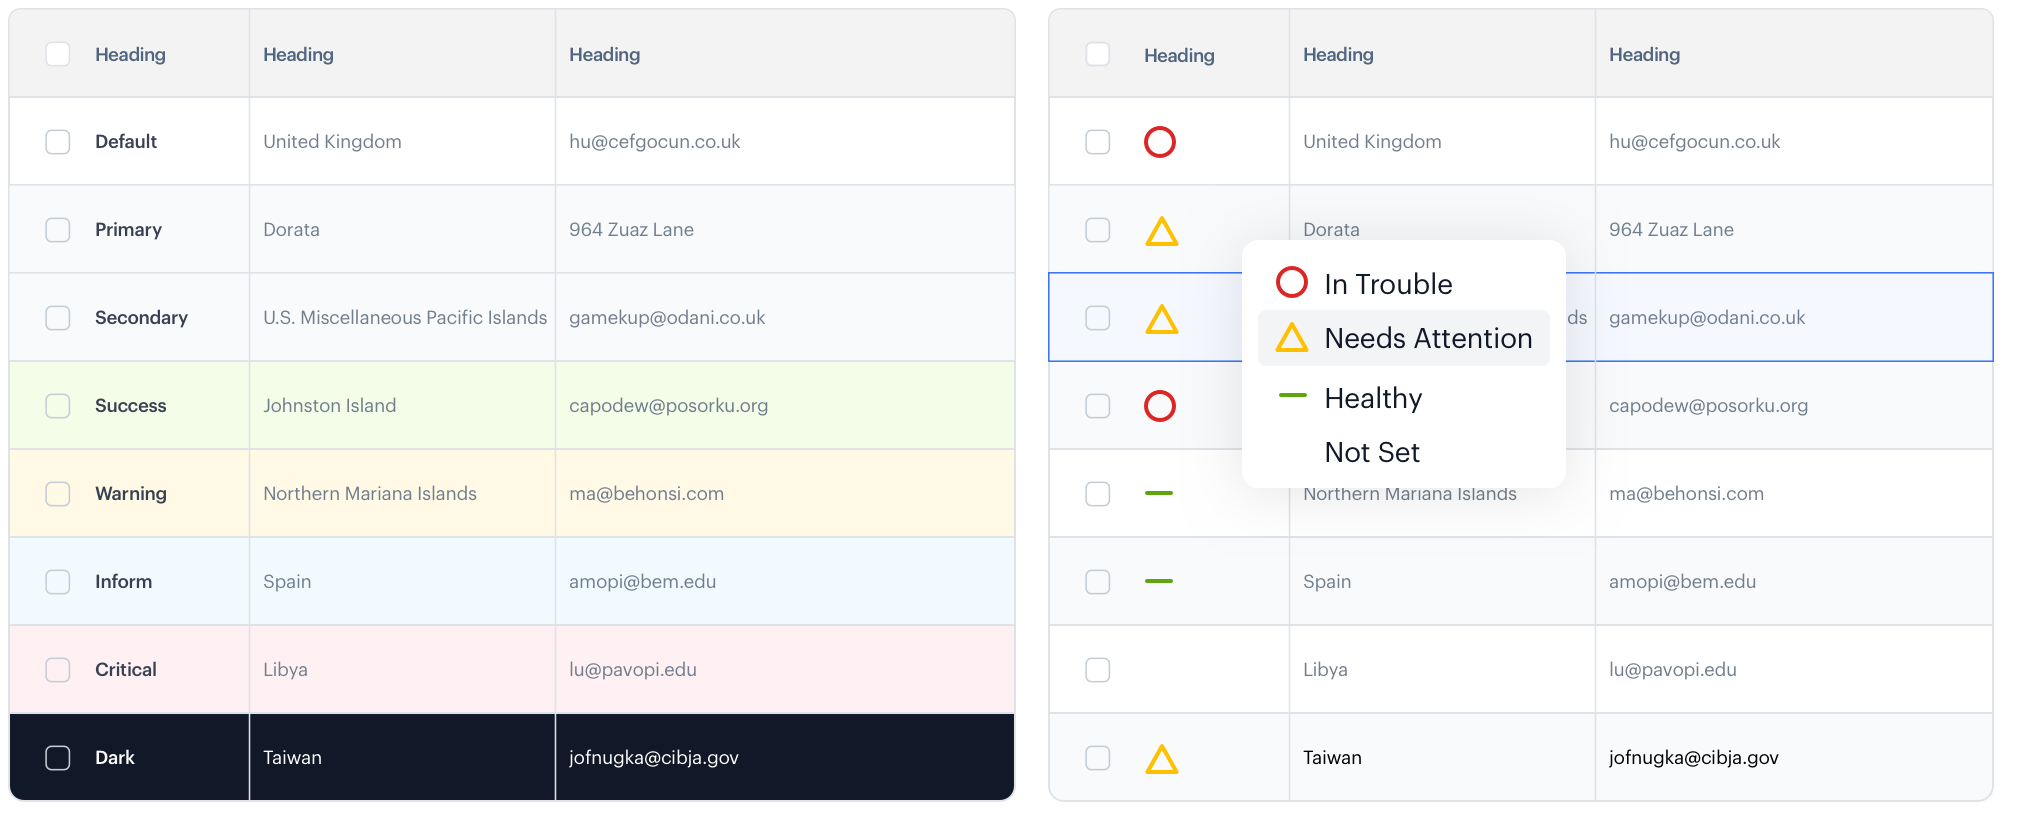 Heading Heading Heading
Default United Kingdom hu@cefgocun.co.uk
Primary Dorata 964 Zuaz Lane
Secondary U.S. Miscellaneous Pacific Islands gamekup@odani.co.uk
Success Johnston Island capodew@posorku.org
Warning Northern Mariana Islands ma@behonsi.com
Inform Spain amopi@bem.edu
Critical Libya lu@pavopi.edu
Dark Taiwan jofnugka@cibja.gov
Heading Heading Heading
United Kingdom hu@cefgocun.co.uk
Dorata 964 Zuaz Lane
ds gamekup@odani.co.uk
capodew@posorku.org
Northern Mariana Islands ma@behonsi.com
Spain amopi@bem.edu
Libya lu@pavopi.edu
Taiwan jofnugka@cibja.gov
In Trouble
Needs Attention
Healthy
Not Set